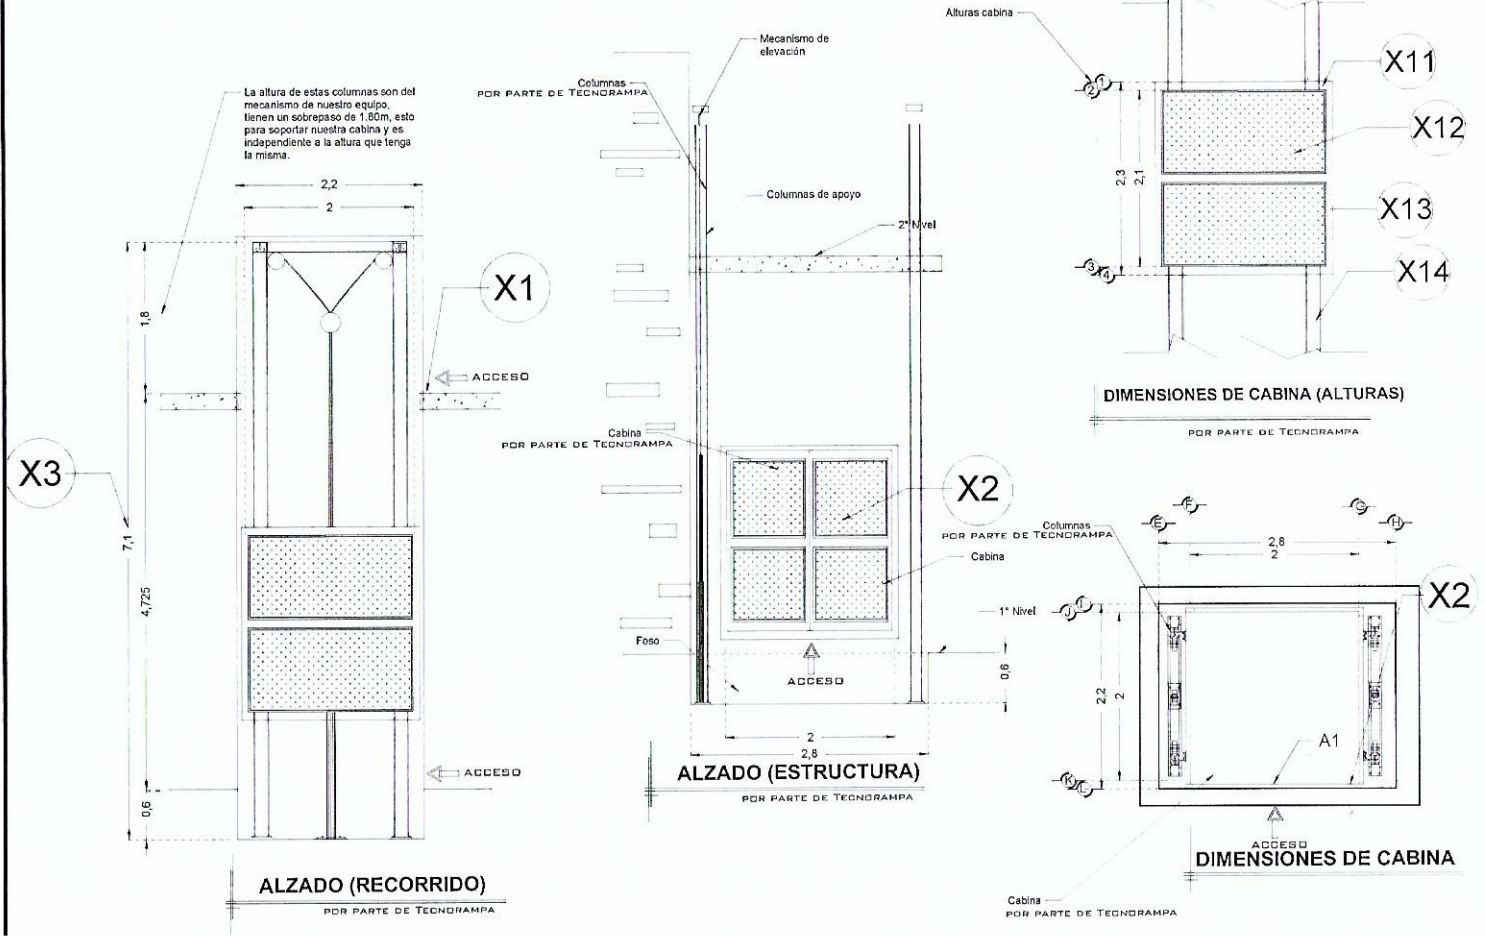 La altura de estas columnas son del
mecanismo de nuestro equipo,
tienen un sobrepaso de 1.80m, esto
para soportar nuestra cabina y es
independiente a la altura que tenga
la misma.
2,2
2
1,8
X1
ACCESO
X3
7,1
4,725
ACCESO
0,6
ALZADO (RECORRIDO)
POR PARTE DE TECNORAMPA
Mecanismo de
elevación
Columnas
POR PARTE DE TECNORAMPA
Columnas de apoyo
2° Nivel
Cabina
POR PARTE DE TECNORAMPA
X2
Cabina
1° Nivel
Foso
ACCESO
0,6
2
2,8
ALZADO (ESTRUCTURA)
POR PARTE DE TECNORAMPA
Alturas cabina
1
2
X11
X12
2,3
2,1
X13
3
4
X14
DIMENSIONES DE CABINA (ALTURAS)
POR PARTE DE TECNORAMPA
F
G
E
H
Columnas
POR PARTE DE TECNORAMPA
2,8
2
X2
I
J
2,2
2
A1
K
L
ACCESO
DIMENSIONES DE CABINA
Cabina
POR PARTE DE TECNORAMPA